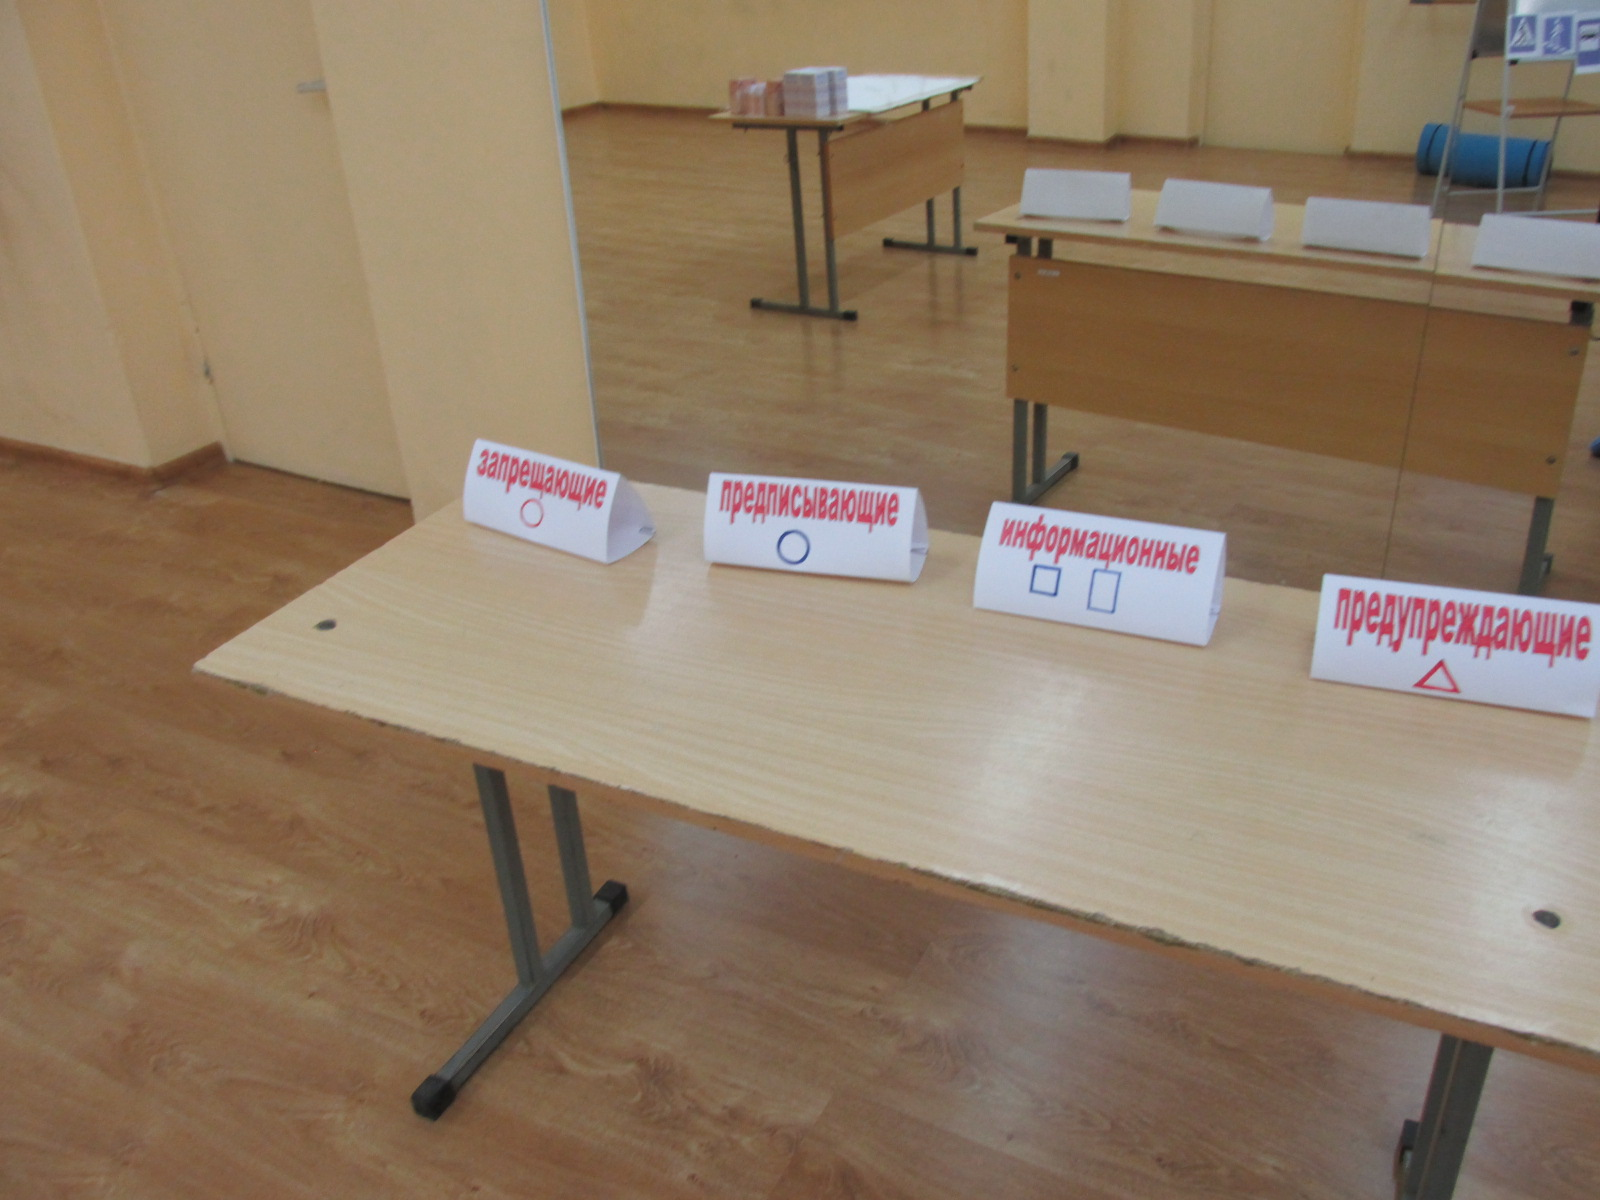 запрещающие
предписывающие
информационные
предупреждающие